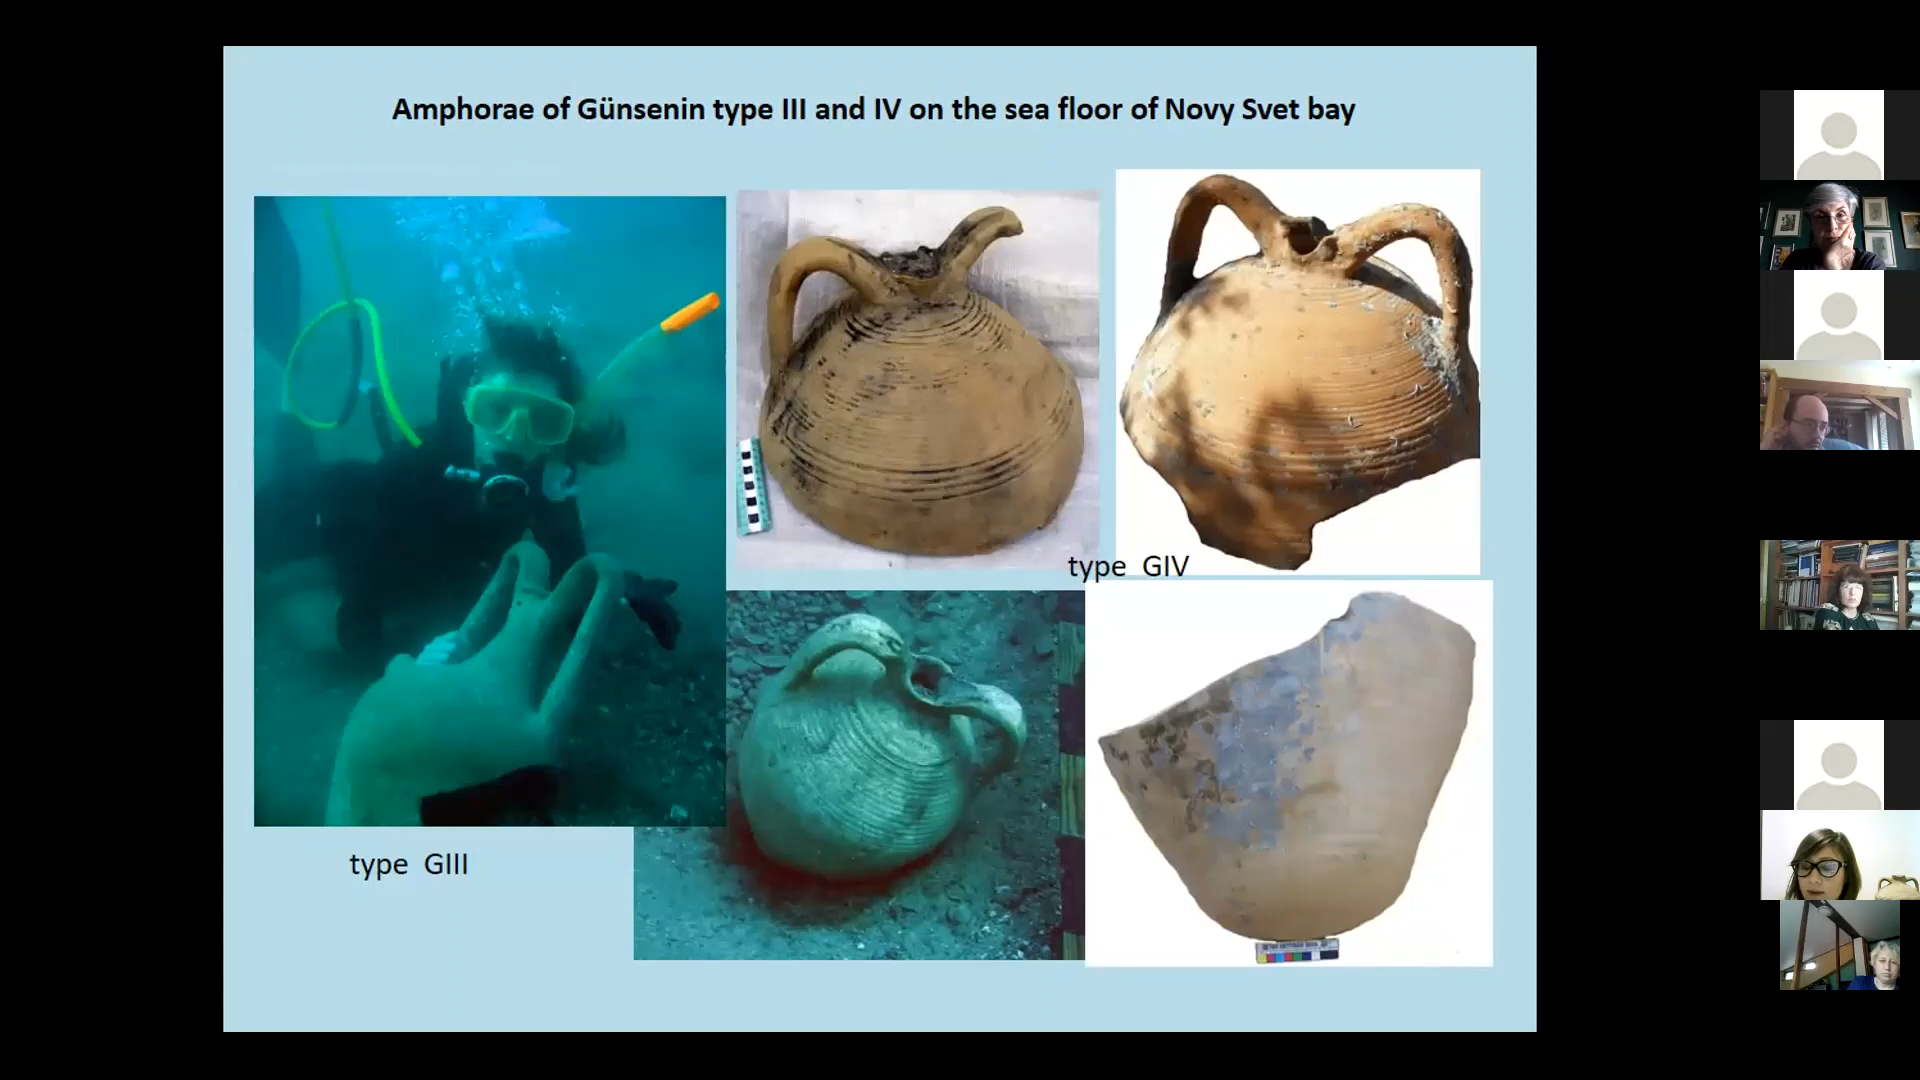 Amphorae of Günsenin type III and IV on the sea floor of Novy Svet bay
type GIV
type GIII